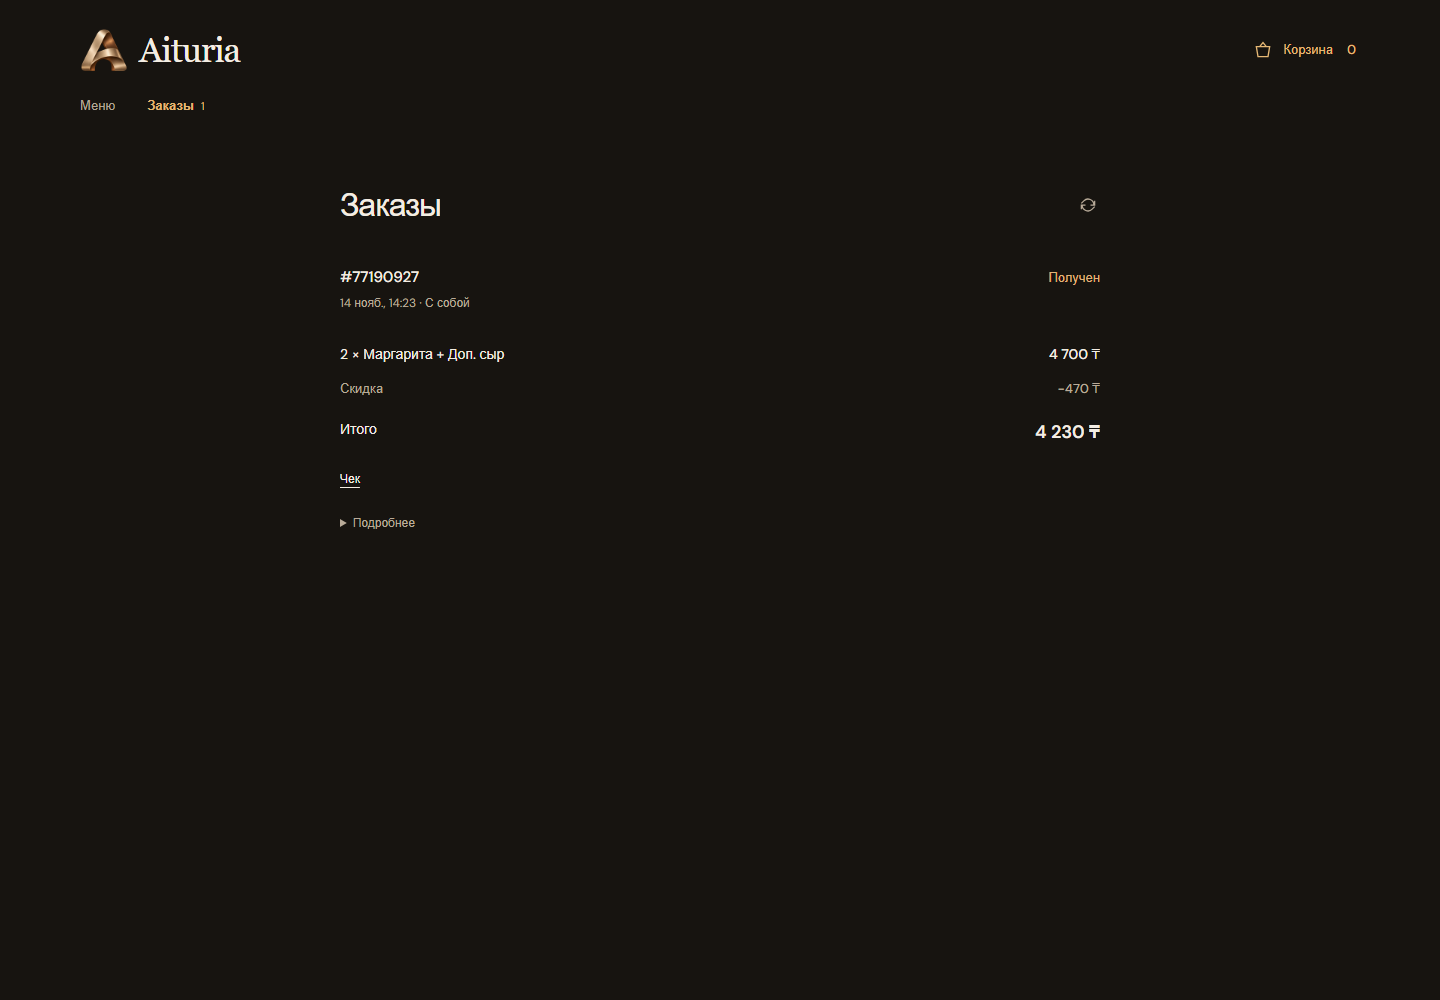 Aituria
Корзина 0
Меню Заказы 1
Заказы
#77190927 Получен
14 нояб., 14:23 · С собой
2 × Маргарита + Доп. сыр 4 700 ₸
Скидка −470 ₸
Итого 4 230 ₸
Чек
Подробнее